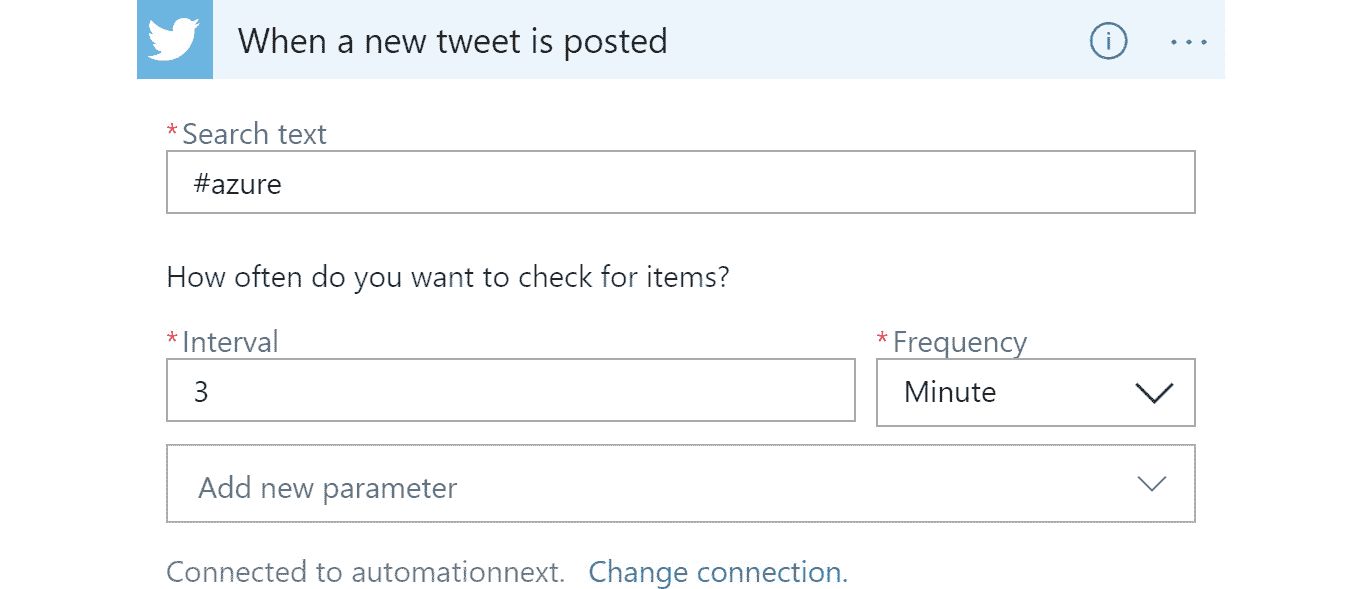 When a new tweet is posted
*Search text
#azure
How often do you want to check for items?
*Interval
*Frequency
3
Minute
Add new parameter
Connected to automationnext. Change connection.